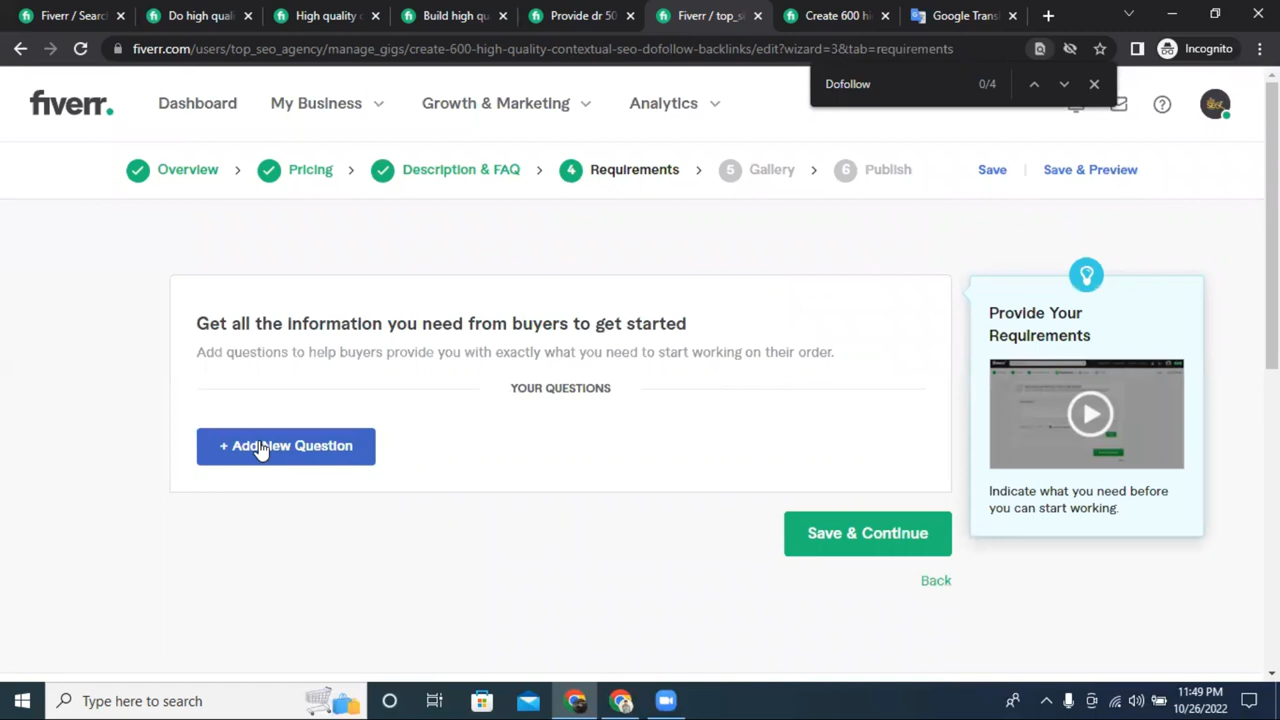 Fiverr / Sear
Do high quali
High quality
Build high qu
Provide dr 50
Fiverr / top_s
Create 600 hi
Google Trans
fiverr.com/users/top_seo_agency/manage_gigs/create-600-high-quality-contextual-seo-dofollow-backlinks/edit?wizard=3&tab=requirements
Incognito
Dofollow
0/4
fiverr.
Dashboard
My Business
Growth & Marketing
Analytics
Overview
Pricing
Description & FAQ
4 Requirements
5 Gallery
6 Publish
Save
Save & Preview
Get all the information you need from buyers to get started
Add questions to help buyers provide you with exactly what you need to start working on their order.
YOUR QUESTIONS
+ Add New Question
Provide Your
Requirements
Indicate what you need before
you can start working.
Save & Continue
Back
Type here to search
11:49 PM
10/26/2022